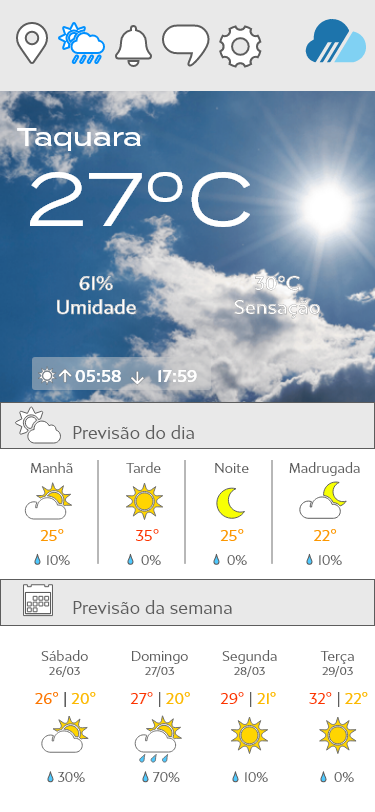 Taquara
27°C
61% 30°C
Umidade Sensação
05:58 17:59
Previsão do dia
Manhã Tarde Noite Madrugada
25° 35° 25° 22°
10% 0% 0% 10%
Previsão da semana
Sábado Domingo Segunda Terça
26/03 27/03 28/03 29/03
26° | 20° 27° | 20° 29° | 21° 32° | 22°
30% 70% 10% 0%